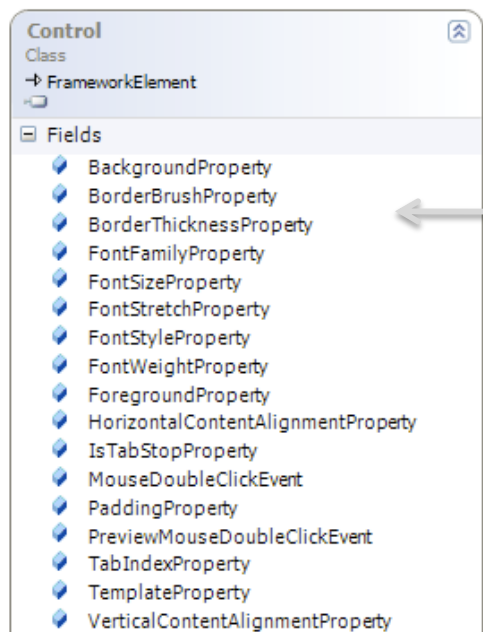 Control
Class
FrameworkElement
Fields
BackgroundProperty
BorderBrushProperty
BorderThicknessProperty
FontFamilyProperty
FontSizeProperty
FontStretchProperty
FontStyleProperty
FontWeightProperty
ForegroundProperty
HorizontalContentAlignmentProperty
IsTabStopProperty
MouseDoubleClickEvent
PaddingProperty
PreviewMouseDoubleClickEvent
TabIndexProperty
TemplateProperty
VerticalContentAlignmentProperty